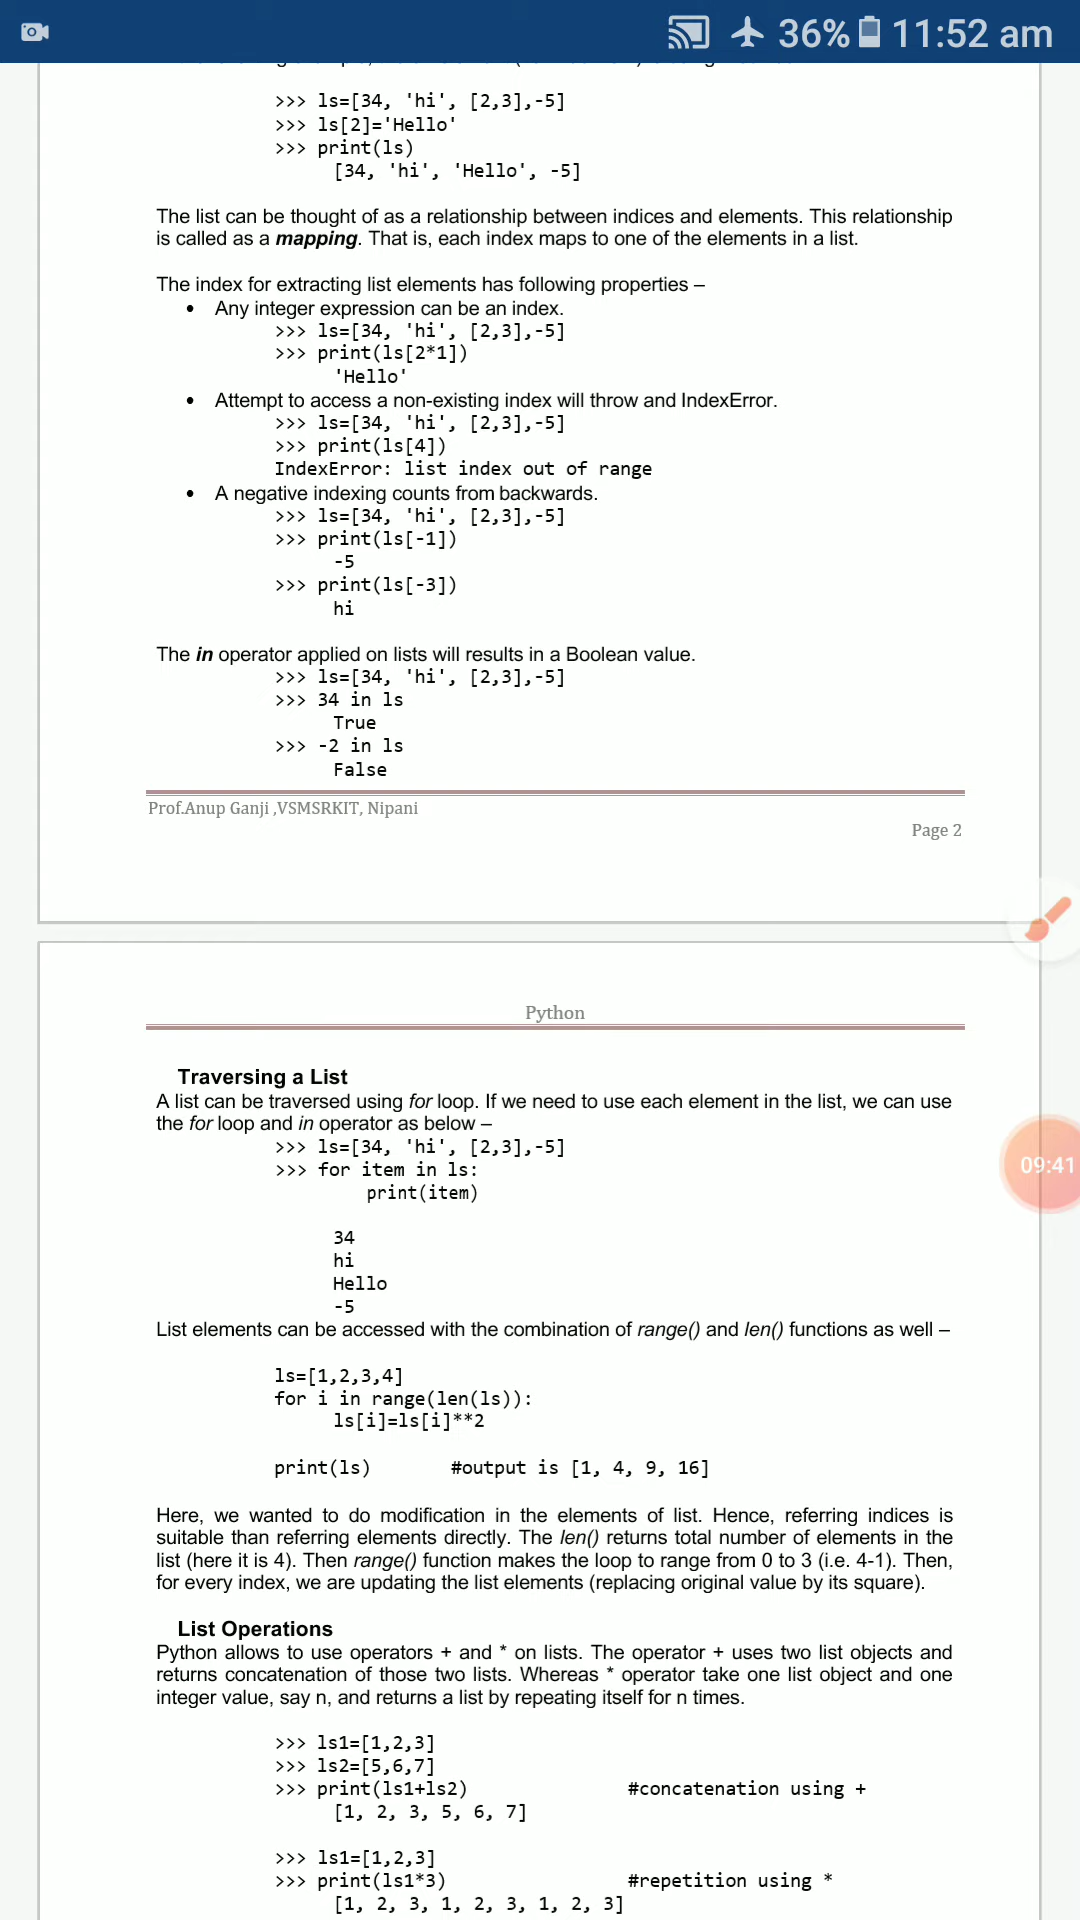 36% 11:52 am
>>> ls=[34, 'hi', [2,3],-5]
>>> ls[2]='Hello'
>>> print(ls)
[34, 'hi', 'Hello', -5]
The list can be thought of as a relationship between indices and elements. This relationship
is called as a mapping. That is, each index maps to one of the elements in a list.
The index for extracting list elements has following properties –
• Any integer expression can be an index.
>>> ls=[34, 'hi', [2,3],-5]
>>> print(ls[2*1])
'Hello'
• Attempt to access a non-existing index will throw and IndexError.
>>> ls=[34, 'hi', [2,3],-5]
>>> print(ls[4])
IndexError: list index out of range
• A negative indexing counts from backwards.
>>> ls=[34, 'hi', [2,3],-5]
>>> print(ls[-1])
-5
>>> print(ls[-3])
hi
The in operator applied on lists will results in a Boolean value.
>>> ls=[34, 'hi', [2,3],-5]
>>> 34 in ls
True
>>> -2 in ls
False
Prof.Anup Ganji ,VSMSRKIT, Nipani
Page 2
Python
Traversing a List
A list can be traversed using for loop. If we need to use each element in the list, we can use
the for loop and in operator as below –
>>> ls=[34, 'hi', [2,3],-5]
>>> for item in ls:
print(item)
09:41
34
hi
Hello
-5
List elements can be accessed with the combination of range() and len() functions as well –
ls=[1,2,3,4]
for i in range(len(ls)):
ls[i]=ls[i]**2
print(ls) #output is [1, 4, 9, 16]
Here, we wanted to do modification in the elements of list. Hence, referring indices is
suitable than referring elements directly. The len() returns total number of elements in the
list (here it is 4). Then range() function makes the loop to range from 0 to 3 (i.e. 4-1). Then,
for every index, we are updating the list elements (replacing original value by its square).
List Operations
Python allows to use operators + and * on lists. The operator + uses two list objects and
returns concatenation of those two lists. Whereas * operator take one list object and one
integer value, say n, and returns a list by repeating itself for n times.
>>> ls1=[1,2,3]
>>> ls2=[5,6,7]
>>> print(ls1+ls2) #concatenation using +
[1, 2, 3, 5, 6, 7]
>>> ls1=[1,2,3]
>>> print(ls1*3) #repetition using *
[1, 2, 3, 1, 2, 3, 1, 2, 3]